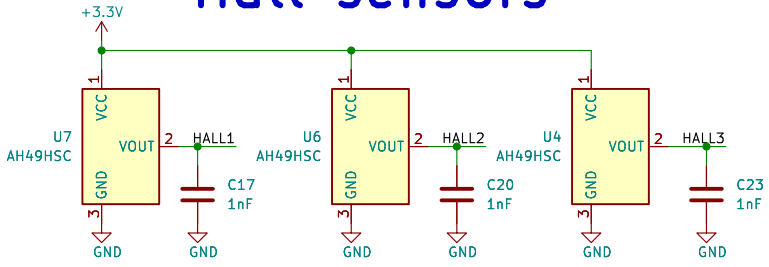 Hall sensors
+3.3V
1
VCC
U7
AH49HSC
VOUT
2
HALL1
GND
3
C17
1nF
GND
GND
1
VCC
U6
AH49HSC
VOUT
2
HALL2
GND
3
C20
1nF
GND
GND
1
VCC
U4
AH49HSC
VOUT
2
HALL3
GND
3
C23
1nF
GND
GND